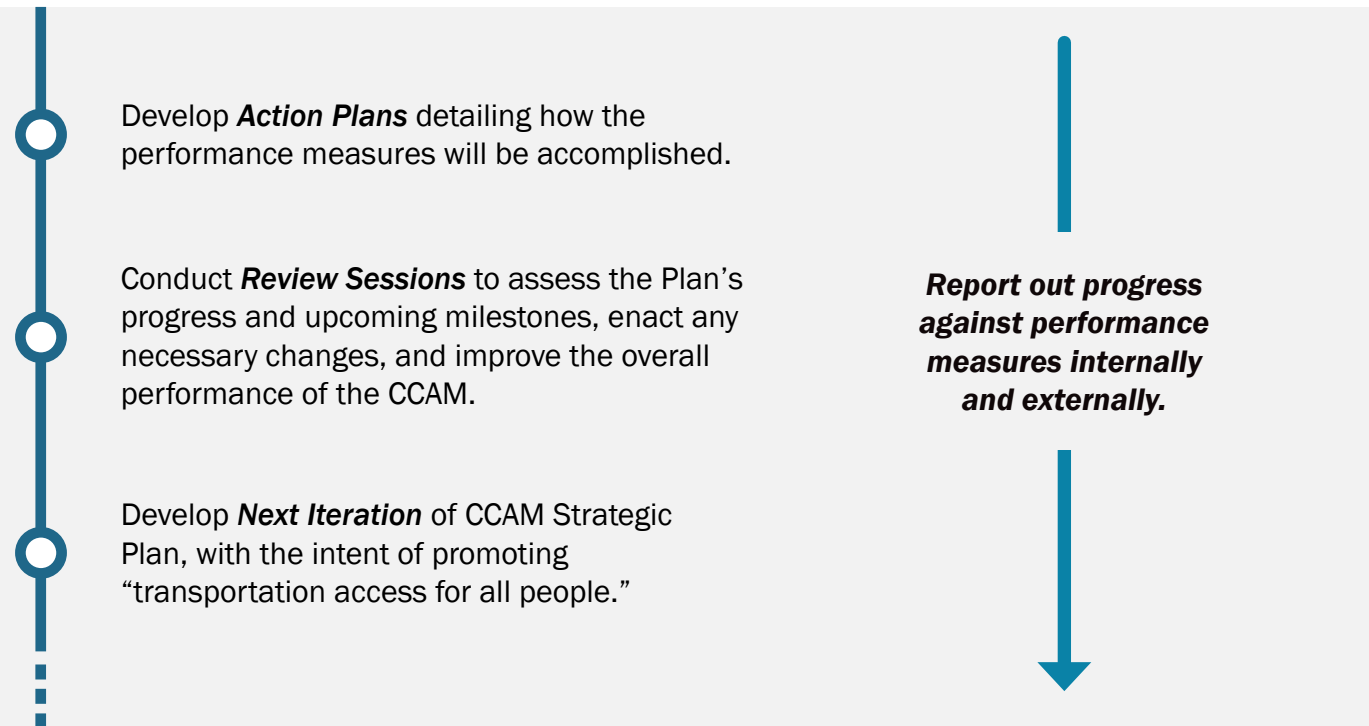 Develop Action Plans detailing how the
performance measures will be accomplished.
Conduct Review Sessions to assess the Plan’s
progress and upcoming milestones, enact any
necessary changes, and improve the overall
performance of the CCAM.
Develop Next Iteration of CCAM Strategic
Plan, with the intent of promoting
“transportation access for all people.”
Report out progress
against performance
measures internally
and externally.